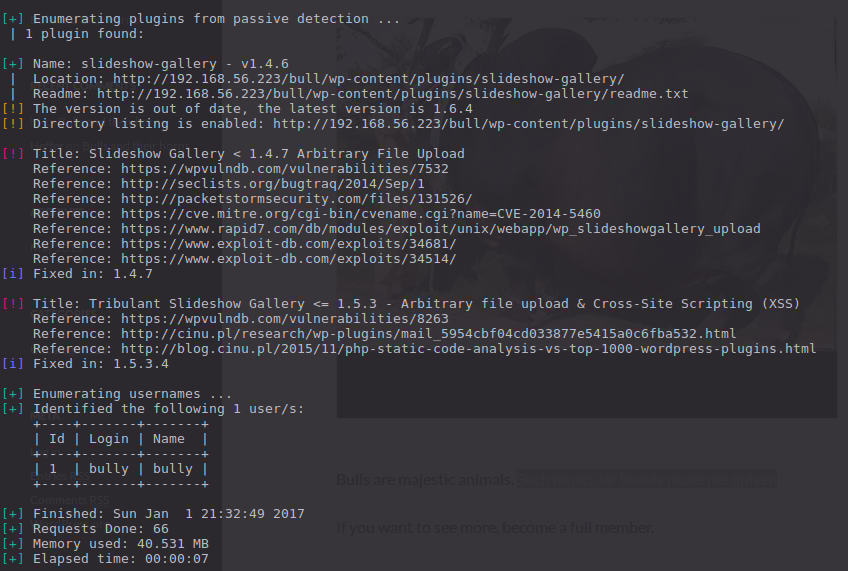 [+] Enumerating plugins from passive detection ...
 | 1 plugin found:
[+] Name: slideshow-gallery - v1.4.6
 |  Location: http://192.168.56.223/bull/wp-content/plugins/slideshow-gallery/
 |  Readme: http://192.168.56.223/bull/wp-content/plugins/slideshow-gallery/readme.txt
[!] The version is out of date, the latest version is 1.6.4
[!] Directory listing is enabled: http://192.168.56.223/bull/wp-content/plugins/slideshow-gallery/
[!] Title: Slideshow Gallery < 1.4.7 Arbitrary File Upload
    Reference: https://wpvulndb.com/vulnerabilities/7532
    Reference: http://seclists.org/bugtraq/2014/Sep/1
    Reference: http://packetstormsecurity.com/files/131526/
    Reference: https://cve.mitre.org/cgi-bin/cvename.cgi?name=CVE-2014-5460
    Reference: https://www.rapid7.com/db/modules/exploit/unix/webapp/wp_slideshowgallery_upload
    Reference: https://www.exploit-db.com/exploits/34681/
    Reference: https://www.exploit-db.com/exploits/34514/
[i] Fixed in: 1.4.7
[!] Title: Tribulant Slideshow Gallery <= 1.5.3 - Arbitrary file upload & Cross-Site Scripting (XSS)
    Reference: https://wpvulndb.com/vulnerabilities/8263
    Reference: http://cinu.pl/research/wp-plugins/mail_5954cbf04cd033877e5415a0c6fba532.html
    Reference: http://blog.cinu.pl/2015/11/php-static-code-analysis-vs-top-1000-wordpress-plugins.html
[i] Fixed in: 1.5.3.4
[+] Enumerating usernames ...
[+] Identified the following 1 user/s:
    +----+-------+-------+
    | Id | Login | Name  |
    +----+-------+-------+
    | 1  | bully | bully |
    +----+-------+-------+
Bulls are majestic animals.
Comments RSS
[+] Finished: Sun Jan  1 21:32:49 2017
[+] Requests Done: 66
If you want to see more, become a full member.
[+] Memory used: 40.531 MB
[+] Elapsed time: 00:00:07